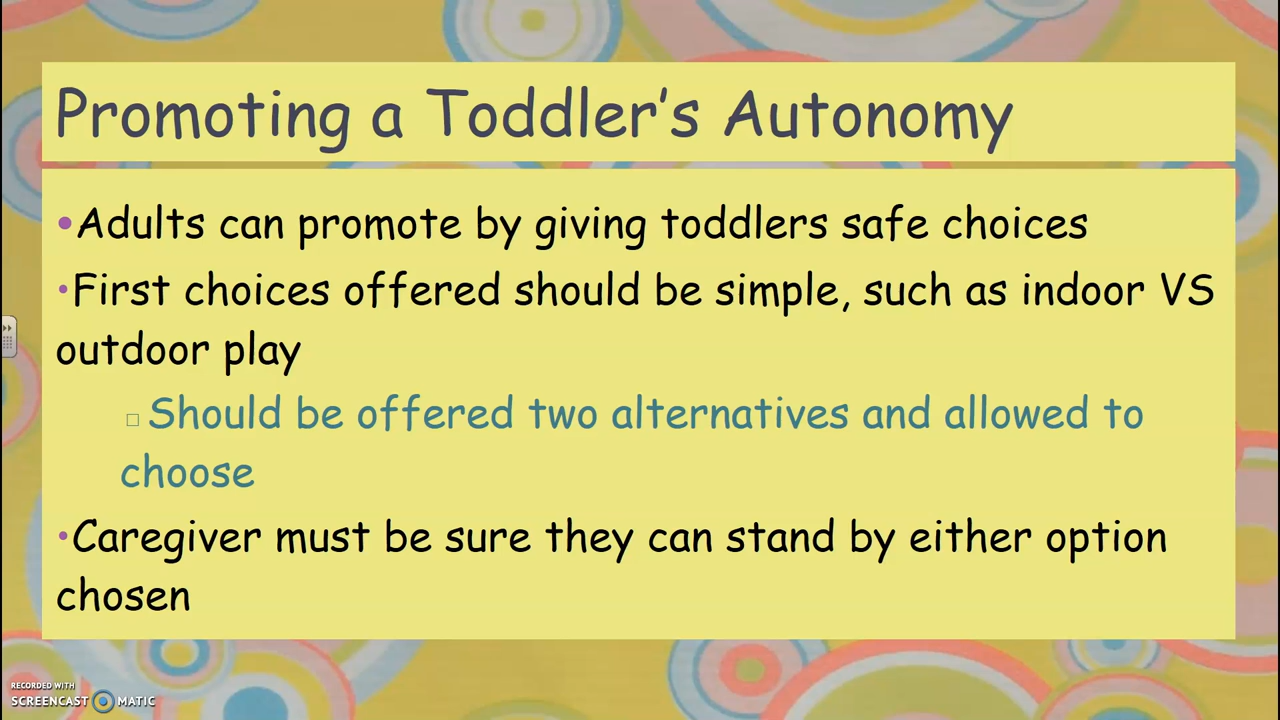 Promoting a Toddler’s Autonomy
•Adults can promote by giving toddlers safe choices
•First choices offered should be simple, such as indoor VS
outdoor play
□ Should be offered two alternatives and allowed to
choose
•Caregiver must be sure they can stand by either option
chosen
RECORDED WITH
SCREENCAST MATIC